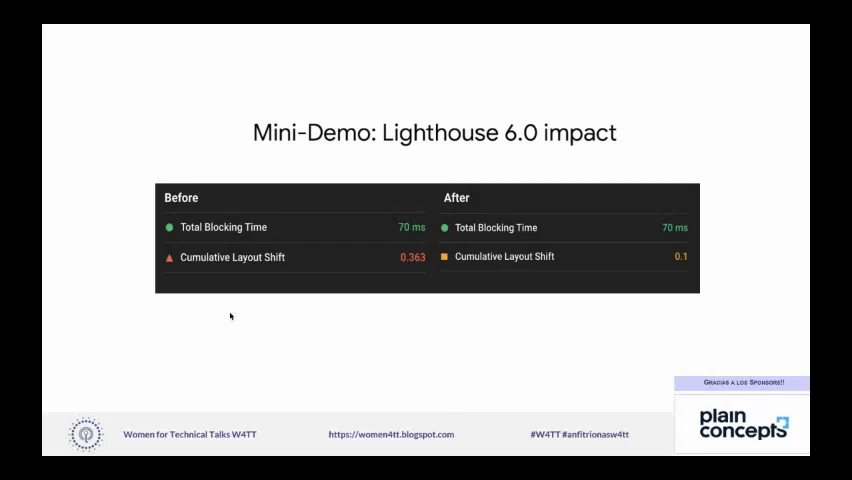 Mini-Demo: Lighthouse 6.0 impact
Before
After
Total Blocking Time 70 ms
Total Blocking Time 70 ms
Cumulative Layout Shift 0.363
Cumulative Layout Shift 0.1
Gracias a los Sponsors!!
plain
concepts
Women for Technical Talks W4TT
https://women4tt.blogspot.com
#W4TT #anfitrionasw4tt